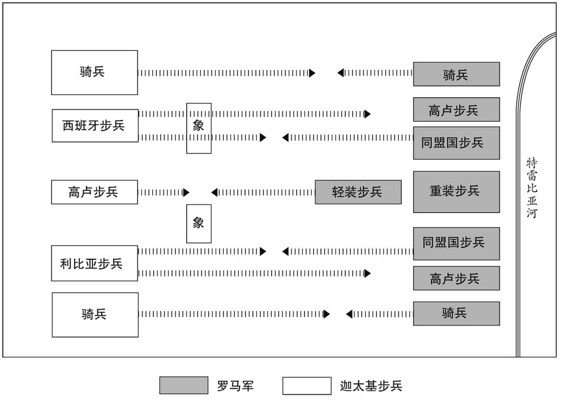 骑兵
骑兵
高卢步兵
西班牙步兵
象
同盟国步兵
高卢步兵
轻装步兵
重装步兵
特雷比亚河
象
同盟国步兵
利比亚步兵
高卢步兵
骑兵
骑兵
罗马军
迦太基步兵